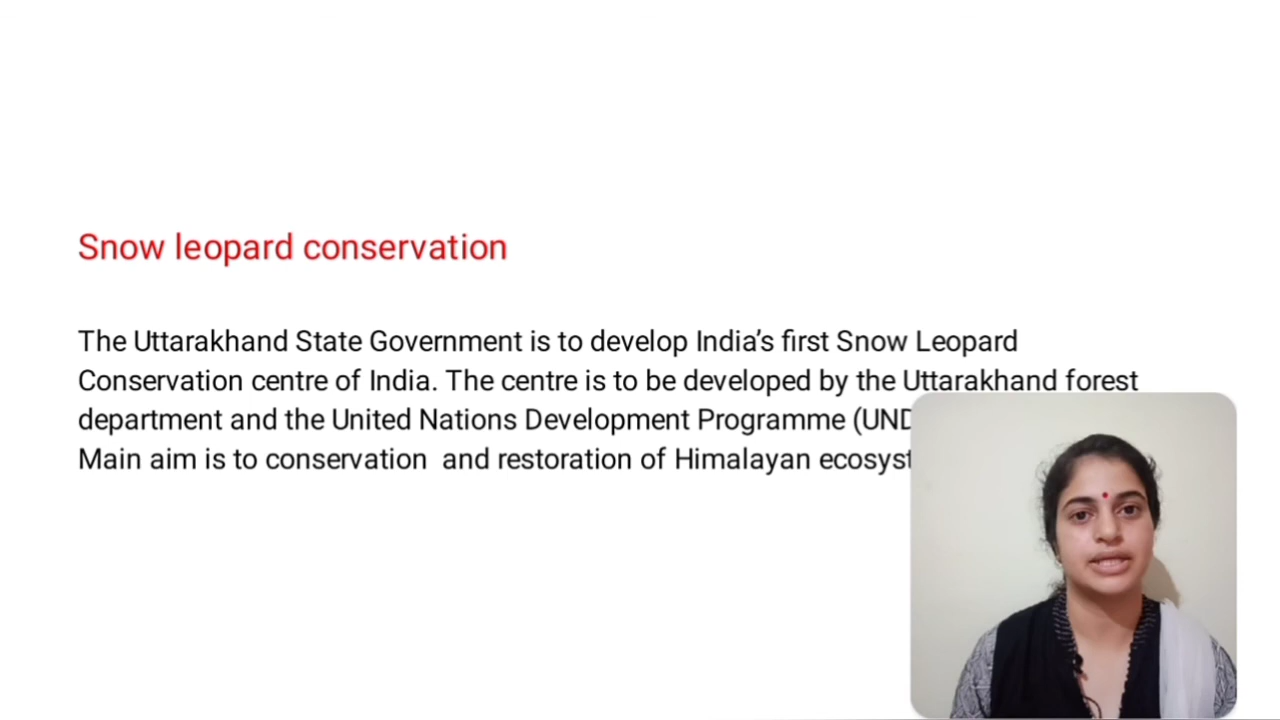 Snow leopard conservation
The Uttarakhand State Government is to develop India’s first Snow Leopard
Conservation centre of India. The centre is to be developed by the Uttarakhand forest
department and the United Nations Development Programme
Main aim is to conservation  and restoration of Himalayan